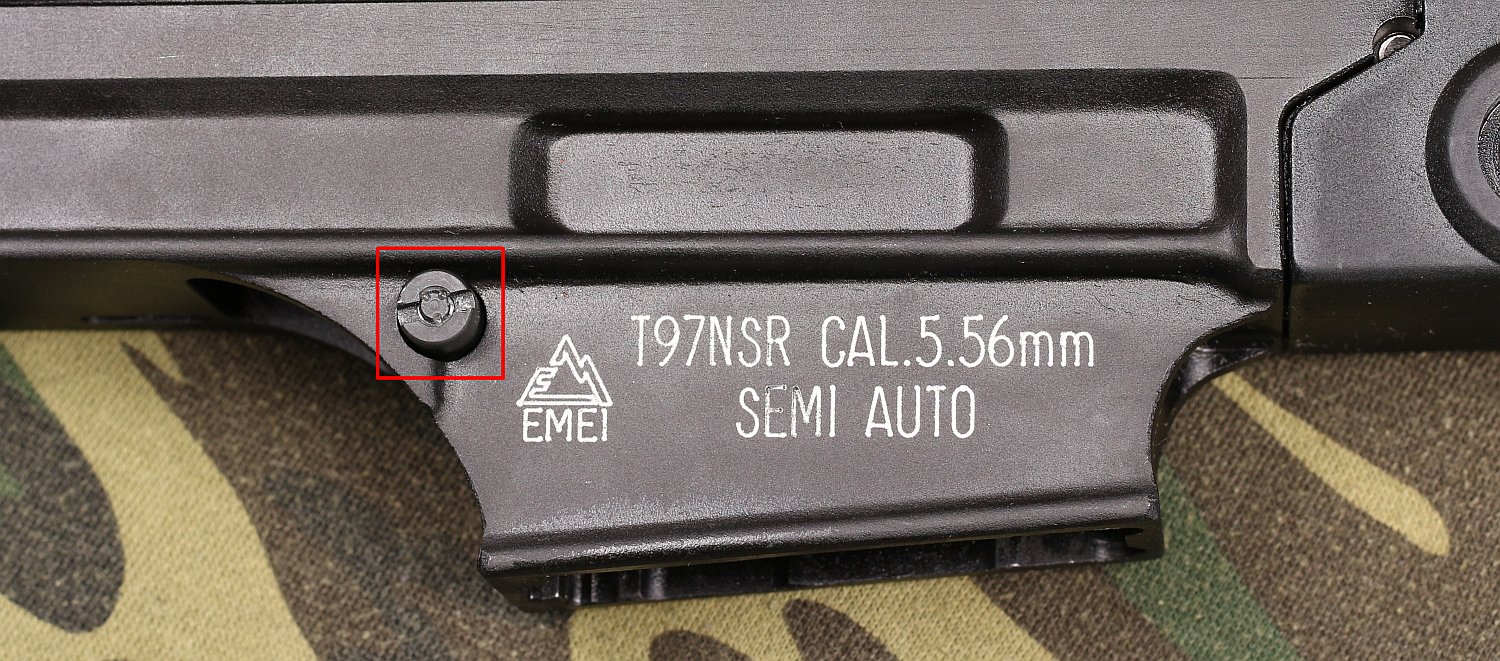 T97NSR CAL.5.56mm
SEMI AUTO
EMEI